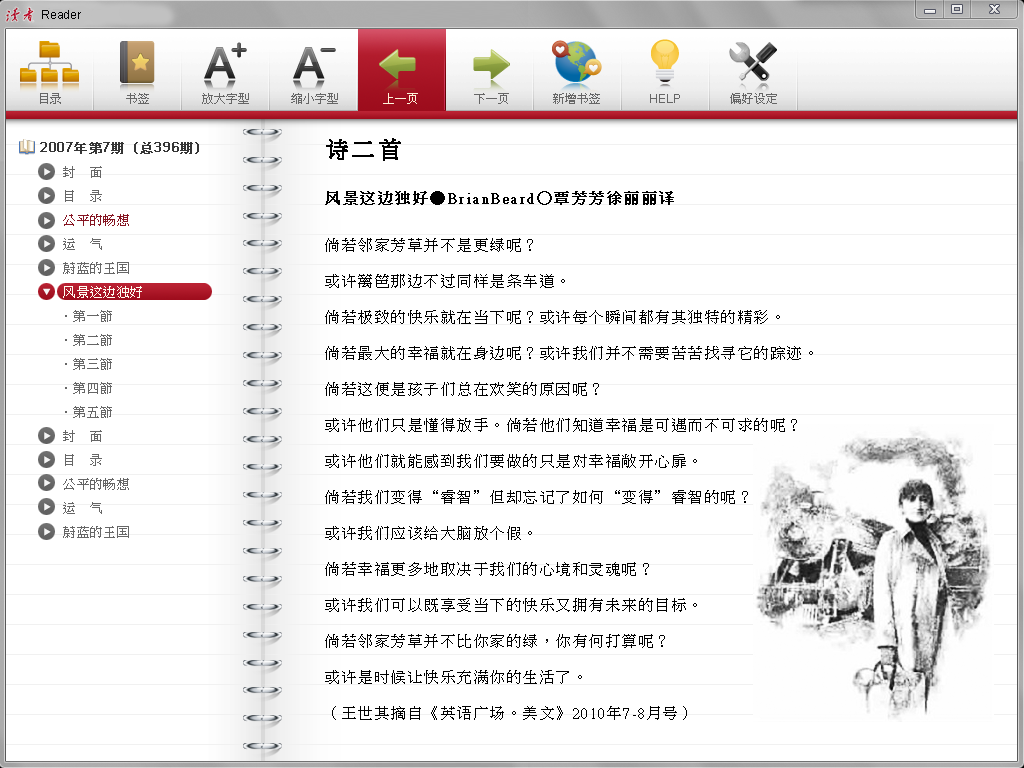 读者 Reader
目录
书签
放大字型
缩小字型
上一页
下一页
新增书签
HELP
偏好设定
2007年第7期（总396期）
封 面
目 录
公平的畅想
运 气
蔚蓝的王国
风景这边独好
·第一節
·第二節
·第三節
·第四節
·第五節
封 面
目 录
公平的畅想
运 气
蔚蓝的王国
诗二首
风景这边独好●BrianBeard○覃芳芳徐丽丽译
倘若邻家芳草并不是更绿呢？
或许篱笆那边不过同样是条车道。
倘若极致的快乐就在当下呢？或许每个瞬间都有其独特的精彩。
倘若最大的幸福就在身边呢？或许我们并不需要苦苦找寻它的踪迹。
倘若这便是孩子们总在欢笑的原因呢？
或许他们只是懂得放手。倘若他们知道幸福是可遇而不可求的呢？
或许他们就能感到我们要做的只是对幸福敞开心扉。
倘若我们变得“睿智”但却忘记了如何“变得”睿智的呢？
或许我们应该给大脑放个假。
倘若幸福更多地取决于我们的心境和灵魂呢？
或许我们可以既享受当下的快乐又拥有未来的目标。
倘若邻家芳草并不比你家的绿，你有何打算呢？
或许是时候让快乐充满你的生活了。
（王世其摘自《英语广场。美文》2010年7-8月号）